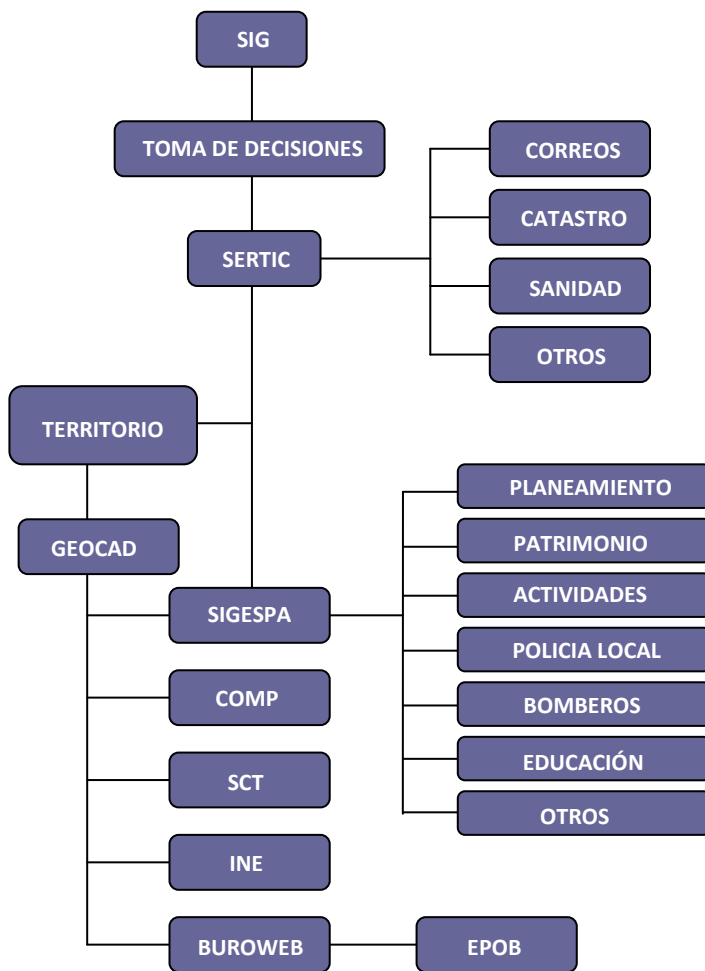 SIG
TOMA DE DECISIONES
CORREOS
CATASTRO
SERTIC
SANIDAD
OTROS
TERRITORIO
PLANEAMIENTO
GEOCAD
PATRIMONIO
ACTIVIDADES
SIGESPA
POLICIA LOCAL
COMP
BOMBEROS
EDUCACIÓN
SCT
OTROS
INE
BUROWEB
EPOB